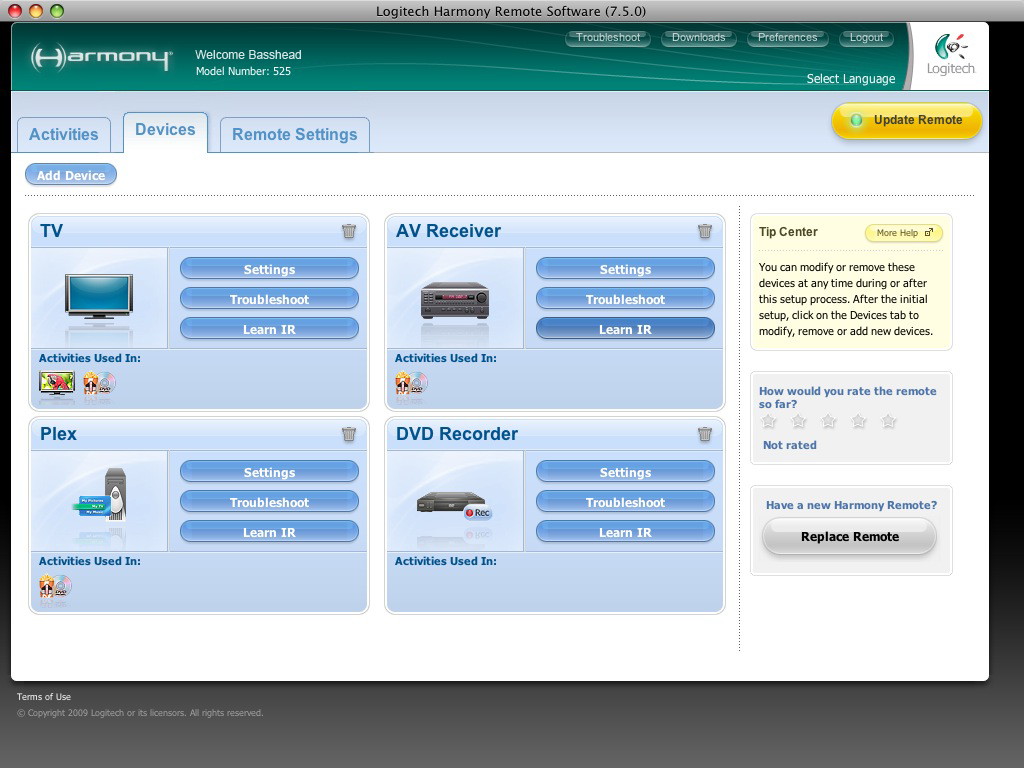 Logitech Harmony Remote Software (7.5.0)
Harmony
Welcome Basshead
Model Number: 525
Troubleshoot
Downloads
Preferences
Logout
Select Language
Logitech
Activities
Devices
Remote Settings
Update Remote
Add Device
TV
Settings
Troubleshoot
Learn IR
Activities Used In:
DVD
AV Receiver
Settings
Troubleshoot
Learn IR
Activities Used In:
DVD
Tip Center
More Help
You can modify or remove these
devices at any time during or after
this setup process. After the initial
setup, click on the Devices tab to
modify, remove or add new devices.
How would you rate the remote
so far?
Not rated
Plex
My Pictures
My TV
My Music
Settings
Troubleshoot
Learn IR
Activities Used In:
DVD
DVD Recorder
Rec
Settings
Troubleshoot
Learn IR
Activities Used In:
Have a new Harmony Remote?
Replace Remote
Terms of Use
© Copyright 2009 Logitech or its licensors. All rights reserved.